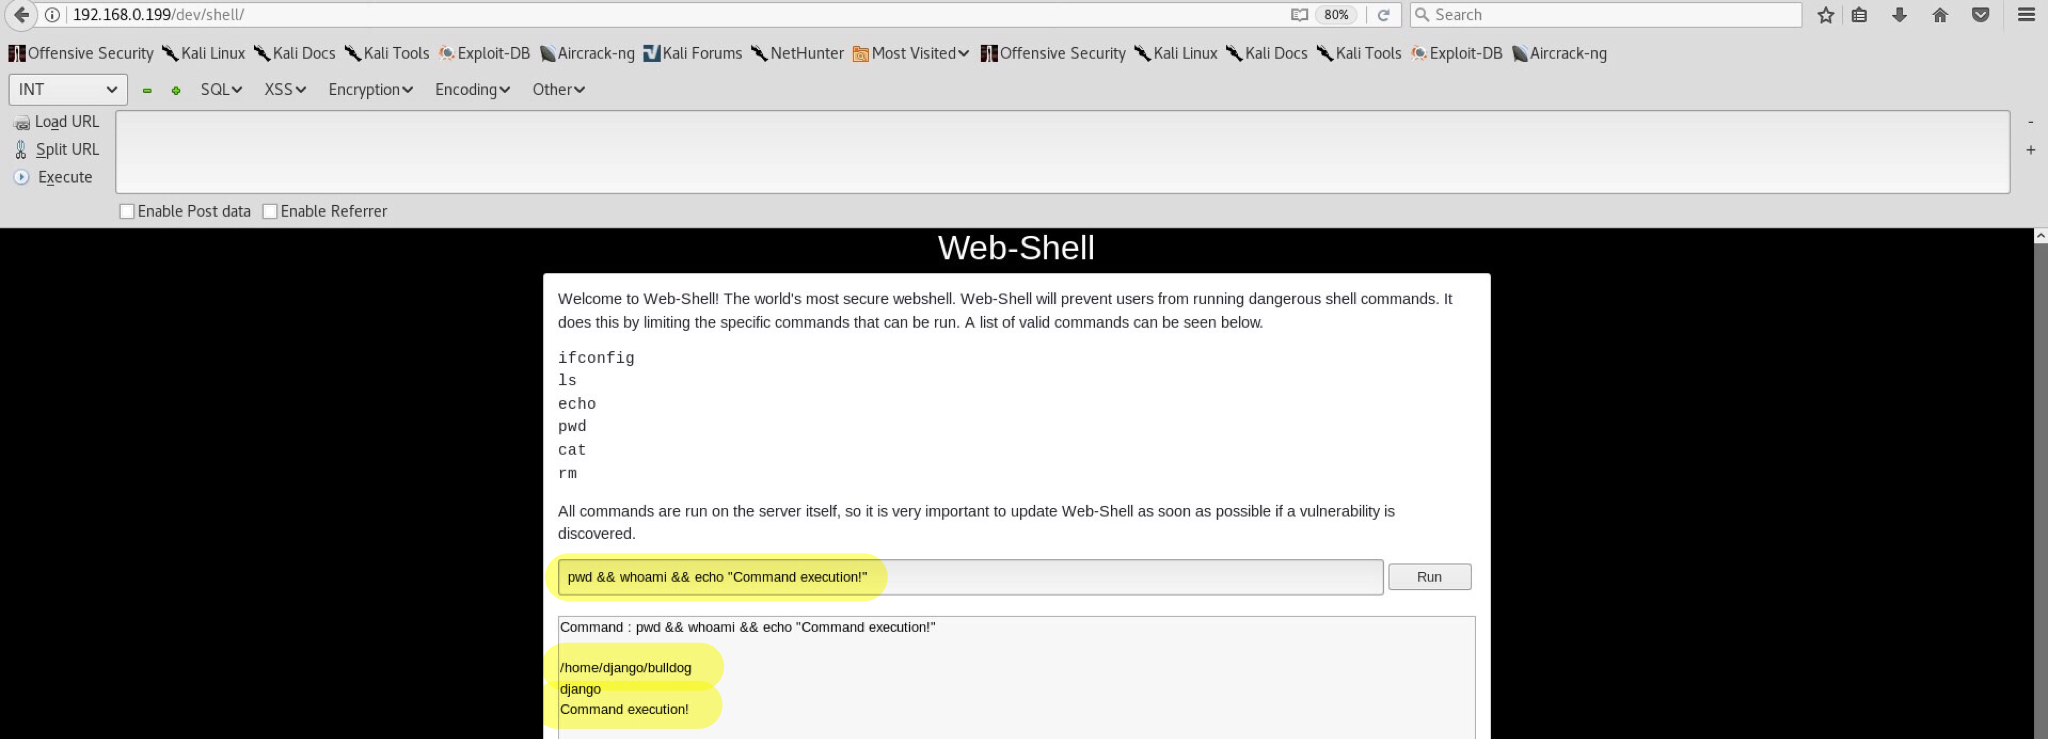 192.168.0.199/dev/shell/ 80% Search
Offensive Security Kali Linux Kali Docs Kali Tools Exploit-DB Aircrack-ng Kali Forums NetHunter Most Visited Offensive Security Kali Linux Kali Docs Kali Tools Exploit-DB Aircrack-ng
INT SQL XSS Encryption Encoding Other
Load URL
Split URL
Execute
- 
+
Enable Post data Enable Referrer
Web-Shell
Welcome to Web-Shell! The world's most secure webshell. Web-Shell will prevent users from running dangerous shell commands. It
does this by limiting the specific commands that can be run. A list of valid commands can be seen below.
ifconfig
ls
echo
pwd
cat
rm
All commands are run on the server itself, so it is very important to update Web-Shell as soon as possible if a vulnerability is
discovered.
pwd && whoami && echo "Command execution!" Run
Command : pwd && whoami && echo "Command execution!"
/home/django/bulldog
django
Command execution!